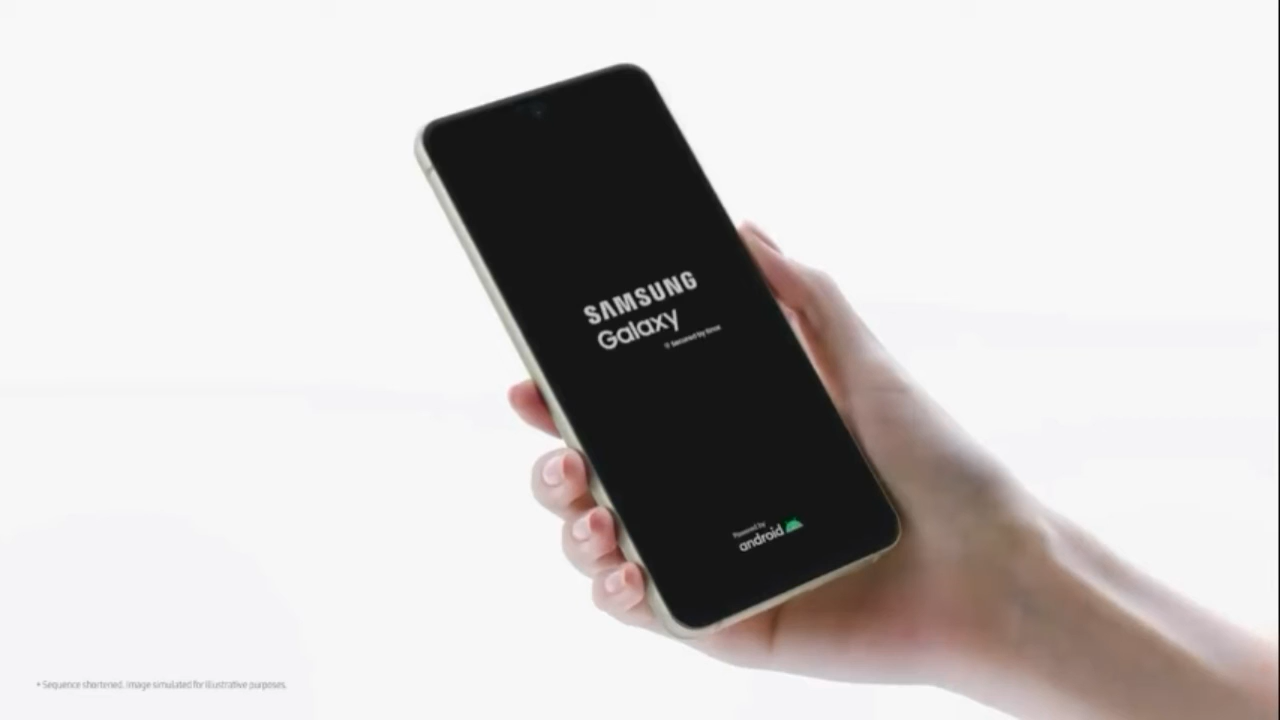 SAMSUNG
Galaxy
Secured by Knox
Powered by
android
* Sequence shortened. Image simulated for illustrative purposes.